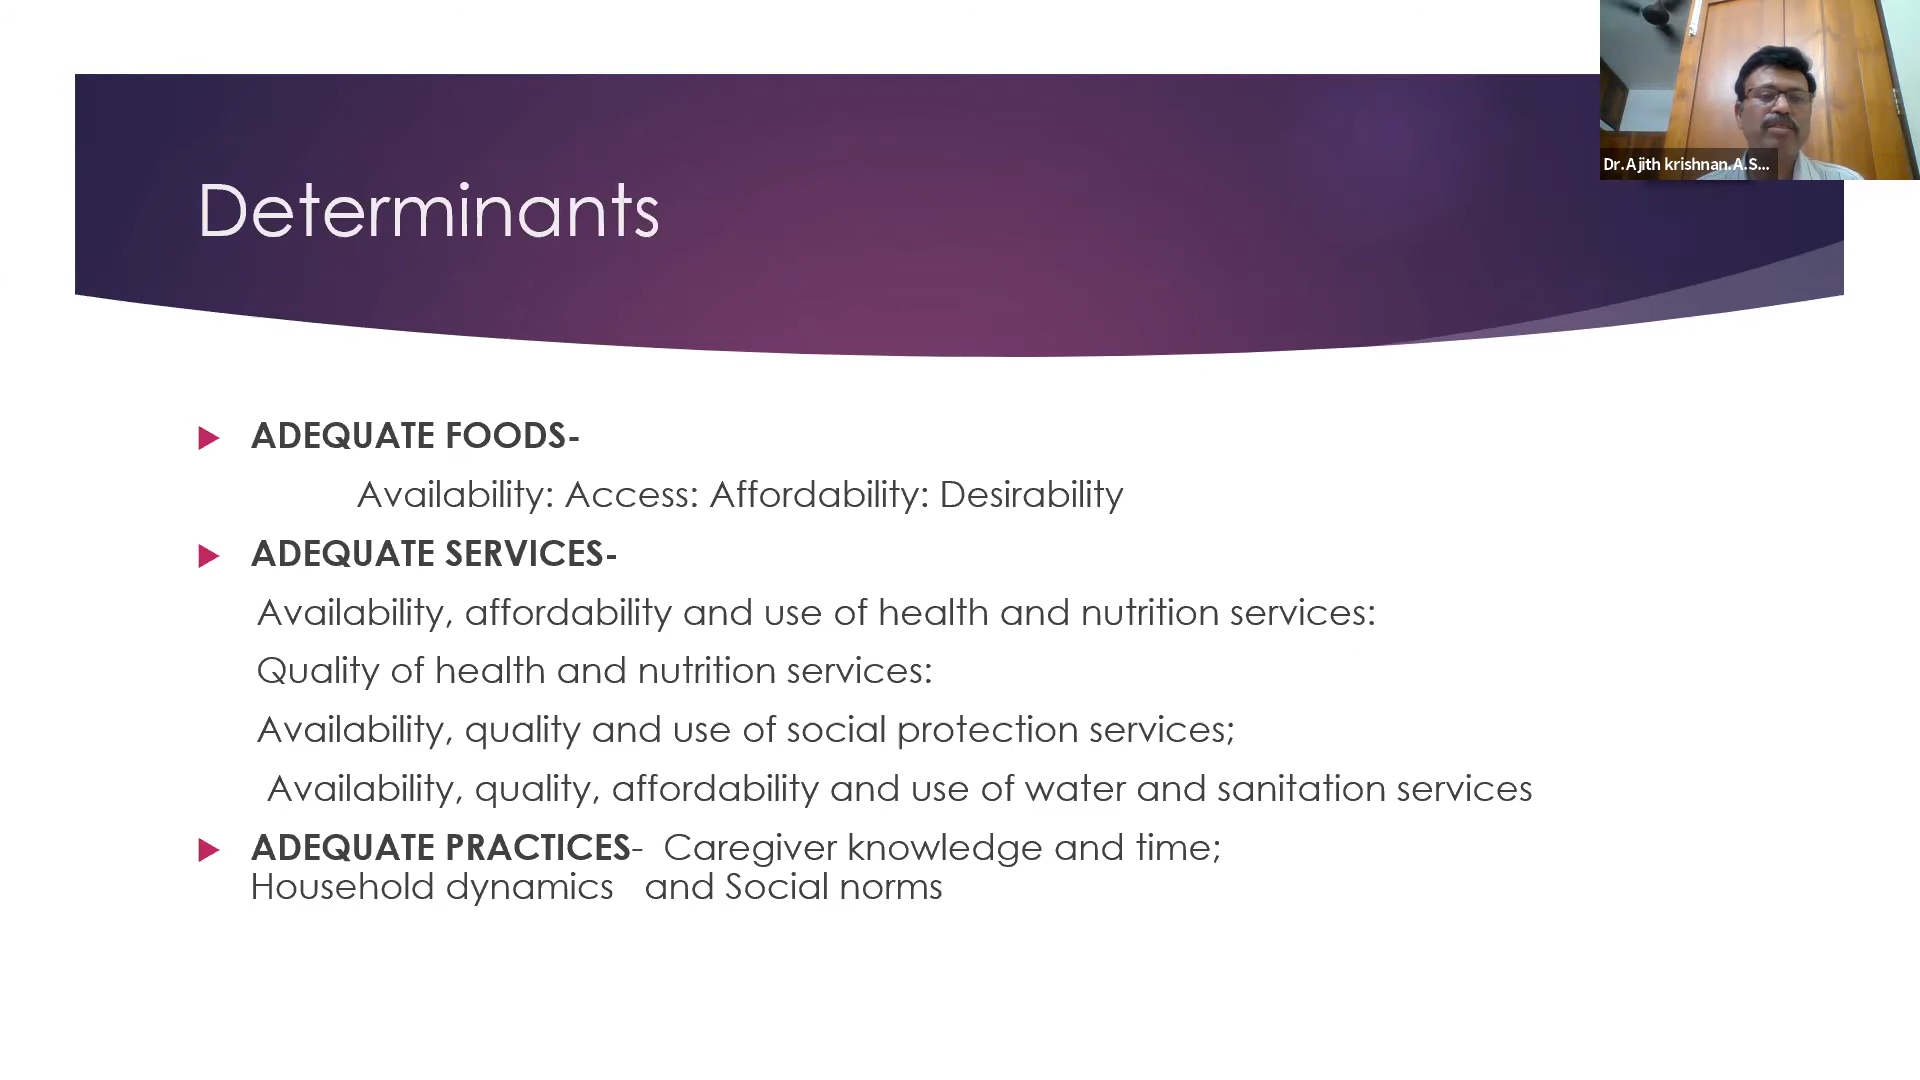 Dr.Ajith krishnan.A.S...
Determinants
ADEQUATE FOODS-
Availability: Access: Affordability: Desirability
ADEQUATE SERVICES-
Availability, affordability and use of health and nutrition services:
Quality of health and nutrition services:
Availability, quality and use of social protection services;
Availability, quality, affordability and use of water and sanitation services
ADEQUATE PRACTICES- Caregiver knowledge and time;
Household dynamics and Social norms